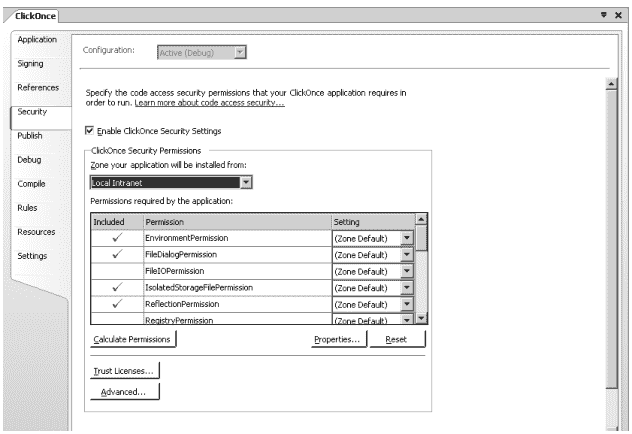 ClickOnce
Application
Signing
References
Security
Publish
Debug
Compile
Rules
Resources
Settings
Configuration: Active (Debug)
Specify the code access security permissions that your ClickOnce application requires in
order to run. Learn more about code access security...
Enable ClickOnce Security Settings
ClickOnce Security Permissions
Zone your application will be installed from:
Local Intranet
Permissions required by the application:
Included Permission Setting
EnvironmentPermission (Zone Default)
FileDialogPermission (Zone Default)
FileIOPermission
IsolatedStorageFilePermission (Zone Default)
ReflectionPermission (Zone Default)
RegistryPermission (Zone Default)
Calculate Permissions Properties... Reset
Trust Licenses...
Advanced...